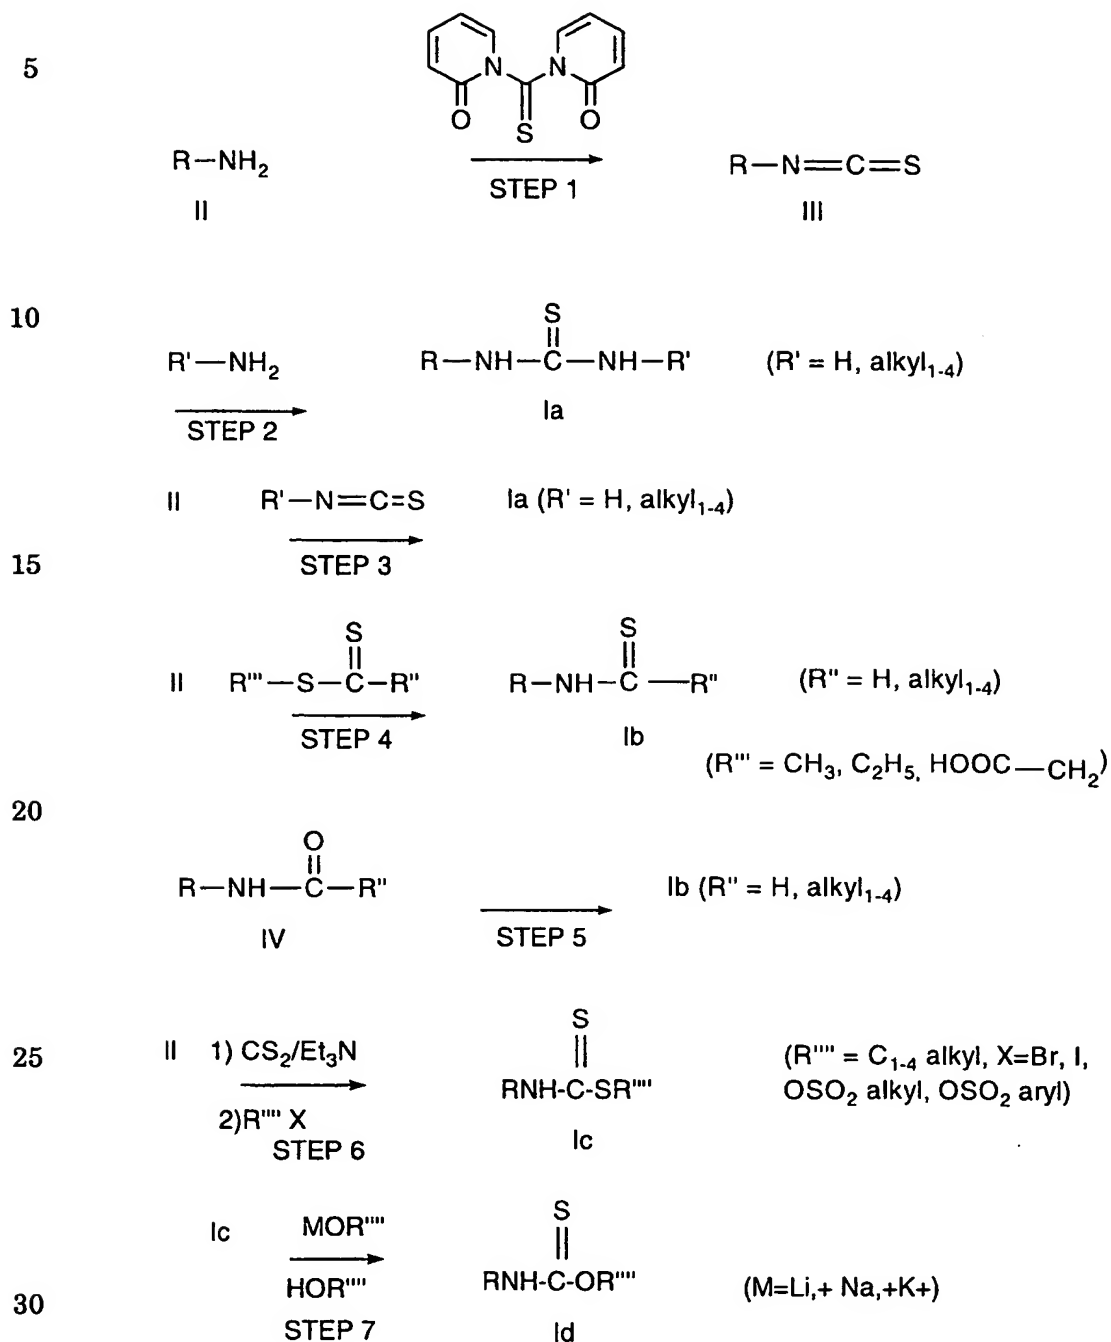 5
N N
O S O
R—NH₂ STEP 1 R—N=C=S
II III
10
S
R'—NH₂ R—NH—C—NH—R' (R' = H, alkyl₁₋₄)
STEP 2 Ia
II R'—N=C=S Ia (R' = H, alkyl₁₋₄)
15
STEP 3
S S
II R'''—S—C—R'' R—NH—C—R'' (R'' = H, alkyl₁₋₄)
STEP 4 Ib
(R''' = CH₃, C₂H₅, HOOC—CH₂)
20
O
R—NH—C—R'' Ib (R'' = H, alkyl₁₋₄)
IV STEP 5
S
25 II 1) CS₂/Et₃N (R'''' = C₁₋₄ alkyl, X=Br, I,
RNH-C-SR'''' OSO₂ alkyl, OSO₂ aryl)
2)R'''' X
STEP 6 Ic
S
Ic MOR''''
HOR'''' RNH-C-OR'''' (M=Li,+ Na,+K+)
30
STEP 7 Id